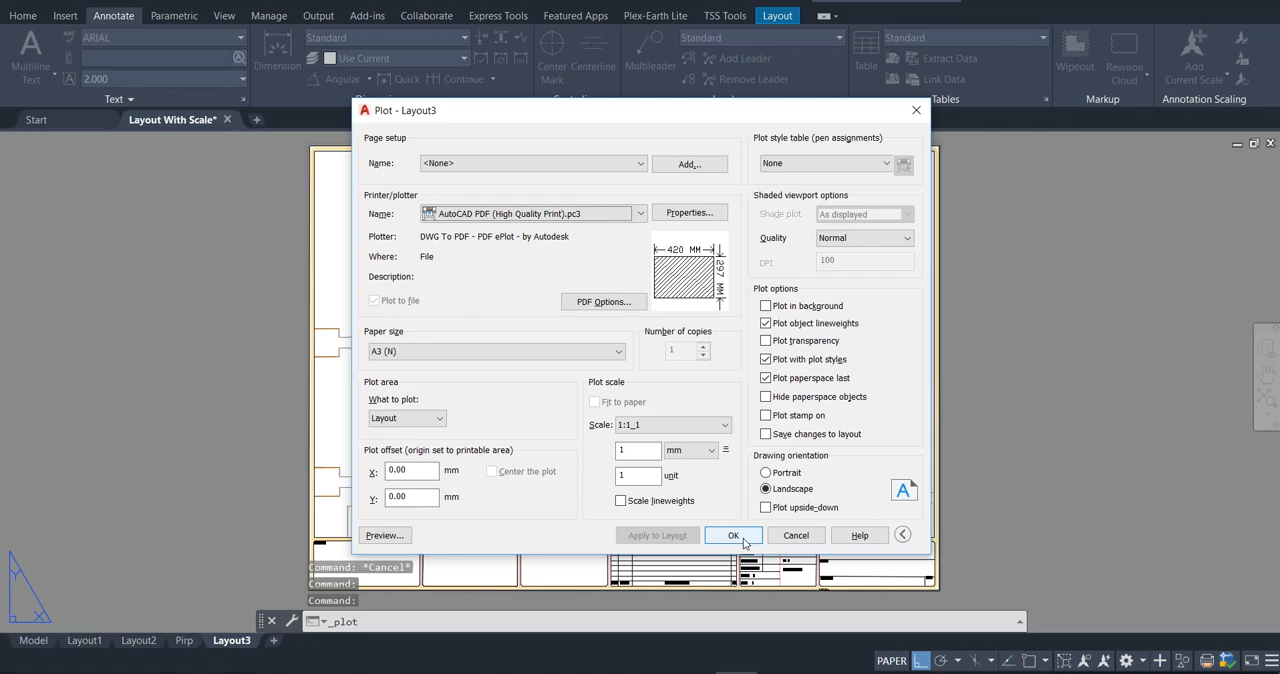 Home Insert Annotate Parametric View Manage Output Add-ins Collaborate Express Tools Featured Apps Plex-Earth Lite TSS Tools Layout
Multiline Text
ARIAL
2.000
Text
Dimension
Standard
Use Current
Angular Quick Continue
Center Mark
Centerline
Multileader
Standard
Add Leader
Remove Leader
Table
Standard
Extract Data
Link Data
Tables
Wipeout
Revision Cloud
Markup
Add Current Scale
Annotation Scaling
Start Layout With Scale*
Plot - Layout3
Page setup
Name: <None> Add...
Printer/plotter
Name: AutoCAD PDF (High Quality Print).pc3 Properties...
Plotter: DWG To PDF - PDF ePlot - by Autodesk
Where: File
Description:
Plot to file
PDF Options...
420 MM
297 MM
Paper size
A3 (N)
Number of copies
1
Plot area
What to plot:
Layout
Plot offset (origin set to printable area)
X: 0.00 mm
Center the plot
Y: 0.00 mm
Plot scale
Fit to paper
Scale: 1:1_1
1 mm =
1 unit
Scale lineweights
Plot style table (pen assignments)
None
Shaded viewport options
Shade plot As displayed
Quality Normal
DPI 100
Plot options
Plot in background
Plot object lineweights
Plot transparency
Plot with plot styles
Plot paperspace last
Hide paperspace objects
Plot stamp on
Save changes to layout
Drawing orientation
Portrait
Landscape
Plot upside-down
A
Preview... Apply to Layout OK Cancel Help
Command: *Cancel*
Command:
Command:
_plot
Y
X
Model Layout1 Layout2 Pirp Layout3
PAPER